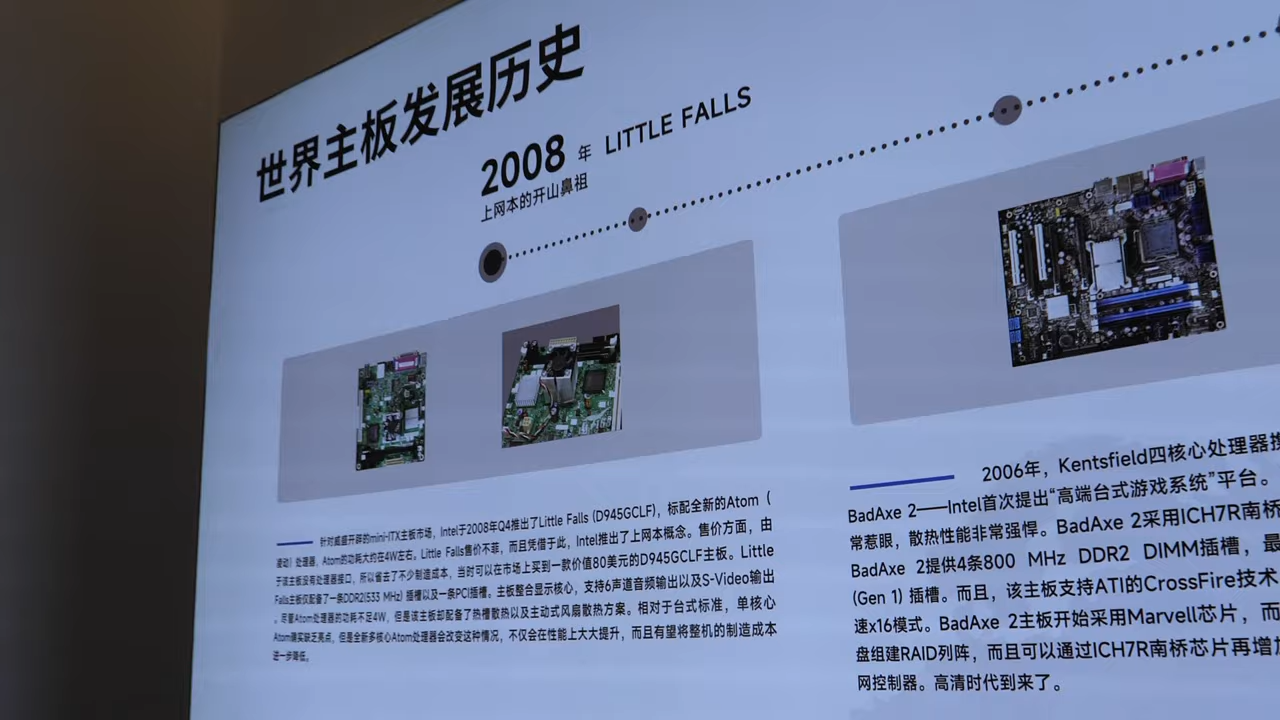 世界主板发展历史
2008 年 LITTLE FALLS
上网本的开山鼻祖
针对威盛开辟的mini-ITX主板市场，Intel于2008年Q4推出了Little Falls (D945GCLF)，标配全新的Atom（
凌动）处理器，Atom的功耗大约在4W左右。Little Falls售价不菲，而且凭借于此，Intel推出了上网本概念。售价方面，由
于该主板没有处理器接口，所以省去了不少制造成本，当时可以在市场上买到一款价值80美元的D945GCLF主板。Little
Falls主板仅配备了一条DDR2(533 MHz) 插槽以及一条PCI插槽。主板整合显示核心，支持6声道音频输出以及S-Video输出
。尽管Atom处理器的功耗不足4W，但是该主板却配备了热槽散热以及主动式风扇散热方案。相对于台式标准，单核心
Atom确实缺乏亮点，但是全新多核心Atom处理器会改变这种情况，不仅会在性能上大大提升，而且有望将整机的制造成本
进一步降低。
2006年，Kentsfield四核心处理器
BadAxe 2——Intel首次提出“高端台式游戏系统”平台。
常惹眼，散热性能非常强悍。BadAxe 2采用ICH7R南桥
BadAxe 2提供4条800 MHz DDR2 DIMM插槽，最
(Gen 1) 插槽。而且，该主板支持ATI的CrossFire技术
速x16模式。BadAxe 2主板开始采用Marvell芯片，而
盘组建RAID列阵，而且可以通过ICH7R南桥芯片再增加
网控制器。高清时代到来了。